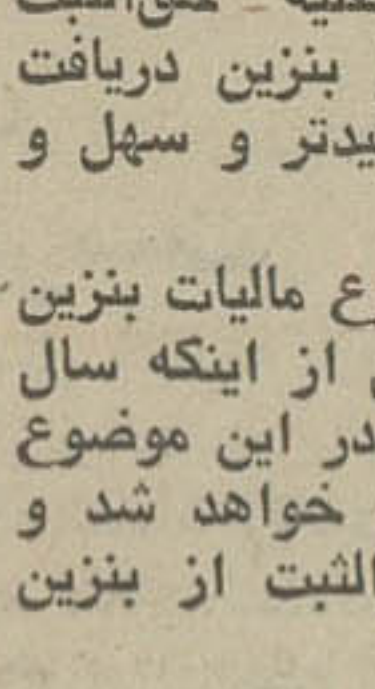 بنزین دریافت
یدتر و سهل و
ع مالیات بنزین
از اینکه سال
در این موضوع
خواهد شد و
الثبت از بنزین